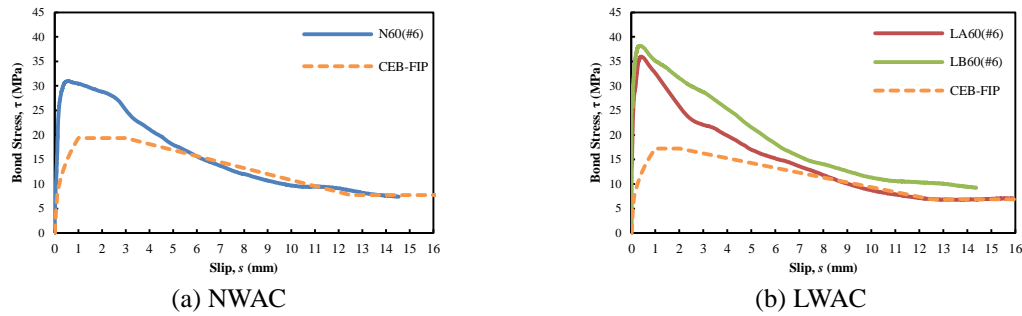 45
40
35
30
25
20
15
10
5
0
Bond Stress, τ (MPa)
N60(#6)
CEB-FIP
0 1 2 3 4 5 6 7 8 9 10 11 12 13 14 15 16
Slip, s (mm)
(a) NWAC
45
40
35
30
25
20
15
10
5
0
Bond Stress, τ (MPa)
LA60(#6)
LB60(#6)
CEB-FIP
0 1 2 3 4 5 6 7 8 9 10 11 12 13 14 15 16
Slip, s (mm)
(b) LWAC